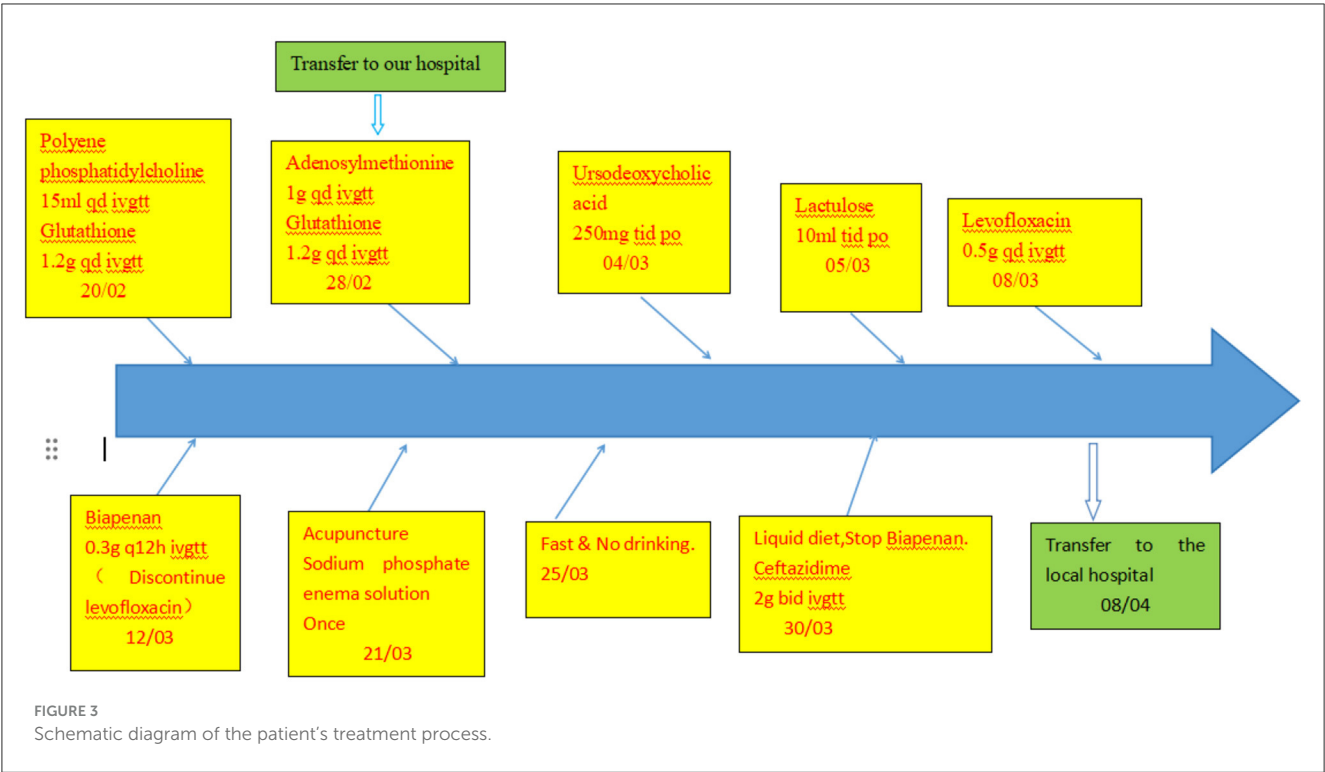 Transfer to our hospital
Polyene
phosphatidylcholine
15ml qd ivgtt
Glutathione
1.2g qd ivgtt
20/02
Adenosylmethionine
1g qd ivgtt
Glutathione
1.2g qd ivgtt
28/02
Ursodeoxycholic
acid
250mg tid po
04/03
Lactulose
10ml tid po
05/03
Levofloxacin
0.5g qd ivgtt
08/03
Biapenan
0.3g q12h ivgtt
（ Discontinue
levofloxacin）
12/03
Acupuncture
Sodium phosphate
enema solution
Once
21/03
Fast & No drinking.
25/03
Liquid diet,Stop Biapenan.
Ceftazidime
2g bid ivgtt
30/03
Transfer to the
local hospital
08/04
FIGURE 3
Schematic diagram of the patient's treatment process.